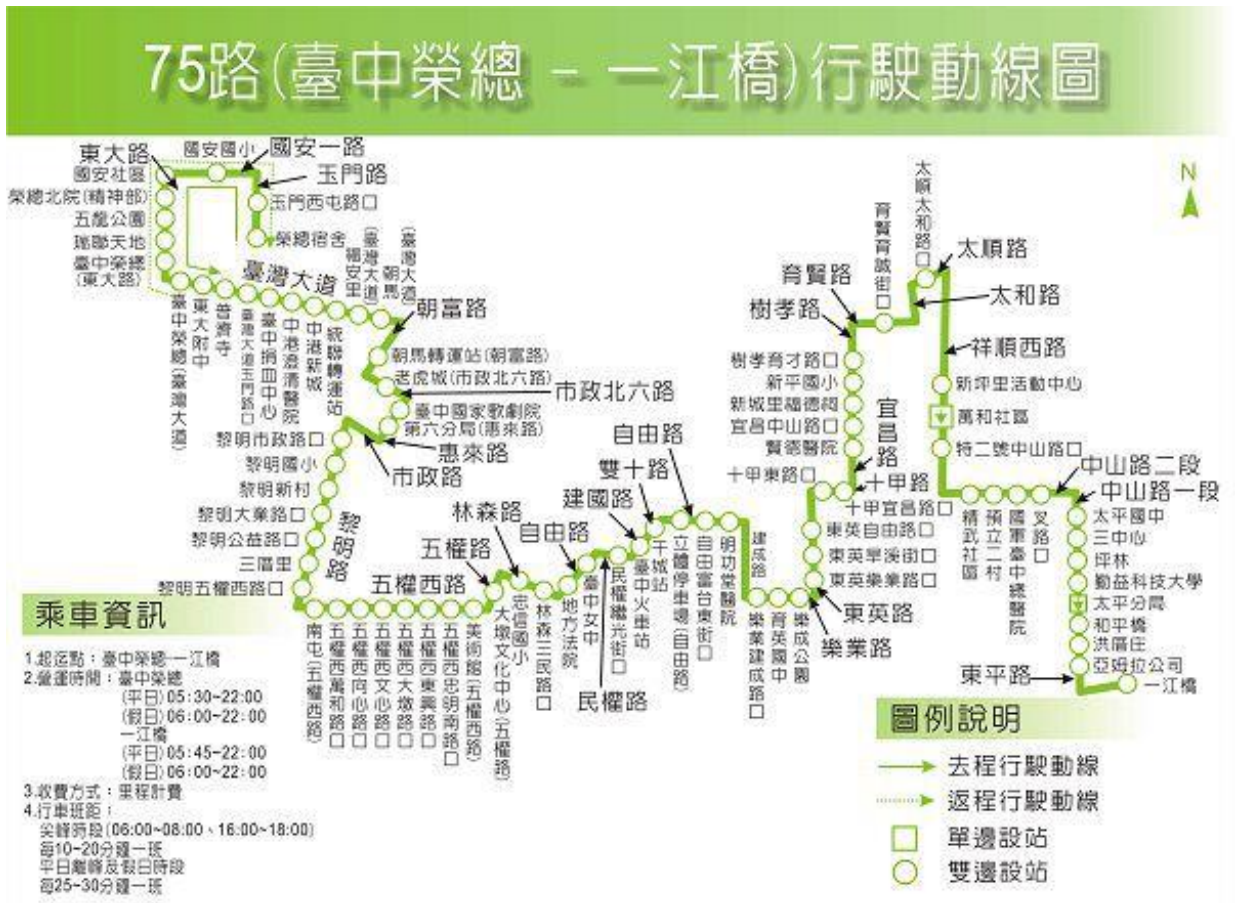 75路(臺中榮總 - 一江橋)行駛動線圖
東大路
國安國小
國安一路
玉門路
國安社區
榮總北院(精神部)
五龍公園
瑞聯天地
臺中榮總
(東大路)
玉門西屯路口
榮總宿舍
臺灣大道
臺中榮總(臺灣大道)
東大附中
普濟寺
臺灣大道玉門路口
臺中捐血中心
中港澄清醫院
中港新城
統聯轉運站
福安里(臺灣大道)
朝馬(臺灣大道)
朝富路
朝馬轉運站(朝富路)
老虎城(市政北六路)
市政北六路
臺中國家歌劇院
第六分局(惠來路)
惠來路
市政路
黎明市政路口
黎明國小
黎明新村
黎明大業路口
黎明公益路口
三厝里
黎明五權西路口
黎明路
五權西路
南屯(五權西路)
五權西萬和路口
五權西向心路口
五權西文心路口
五權西大墩路口
五權西東興路口
五權西忠明南路口
美術館(五權西路)
五權路
大墩文化中心(五權路)
林森路
忠信國小
林森三民路口
地方法院
自由路
臺中女中
民權路
民權繼光街口
建國路
臺中火車站
雙十路
干城站
自由路
立體停車場(自由路)
自由富台東街口
明功堂醫院
建成路
樂業建成路口
育英國中
樂成公園
樂業路
東英路
東英樂業路口
東英旱溪街口
東英自由路口
十甲東路口
十甲路
十甲宜昌路口
宜昌路
賢德醫院
宜昌中山路口
新城里福德祠
新平國小
樹孝育才路口
樹孝路
育賢路
育賢育誠街口
太順太和路口
太順路
太和路
祥順西路
新坪里活動中心
萬和社區
特二號中山路口
中山路二段
中山路一段
精武社區
預立二村
國軍臺中總醫院
叉路口
太平國中
三中心
坪林
勤益科技大學
太平分局
和平橋
洪厝庄
亞姆拉公司
一江橋
東平路
N
乘車資訊
1.起迄點：臺中榮總-一江橋
2.營運時間：臺中榮總
(平日)05:30~22:00
(假日)06:00~22:00
一江橋
(平日)05:45~22:00
(假日)06:00~22:00
3.收費方式：里程計費
4.行車班距：
尖峰時段(06:00~08:00、16:00~18:00)
每10~20分鐘一班
平日離峰及假日時段
每25~30分鐘一班
圖例說明
去程行駛動線
返程行駛動線
單邊設站
雙邊設站